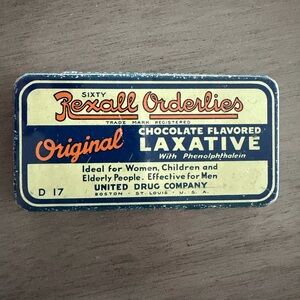 SIXTY
Rexall Orderlies
TRADE MARK REGISTERED
Original
CHOCOLATE FLAVORED
LAXATIVE
With Phenolphthalein
Ideal for Women, Children and
Elderly People. Effective for Men
D 17
UNITED DRUG COMPANY
BOSTON · ST. LOUIS · U. S. A.